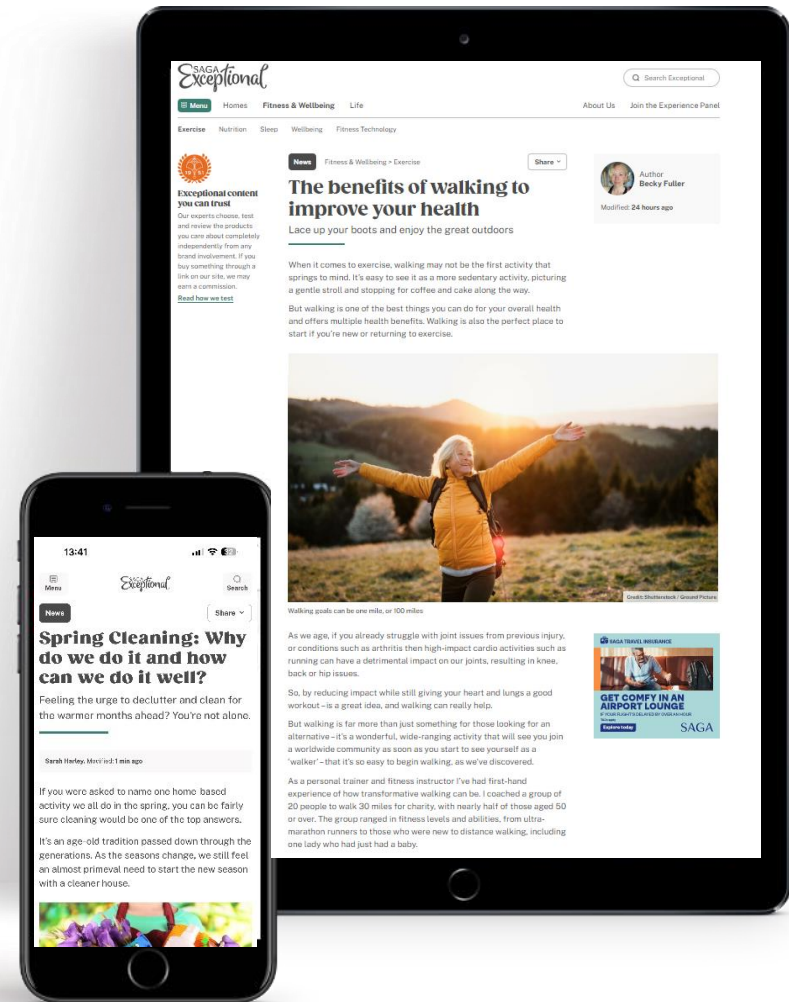 SAGA
Exceptional
Search Exceptional
Menu
Homes
Fitness & Wellbeing
Life
About Us
Join the Experience Panel
Exercise
Nutrition
Sleep
Wellbeing
Fitness Technology
Exceptional content
you can trust
Our experts choose, test
and review the products
you care about completely
independently from any
brand involvement. If you
buy something through a
link on our site, we may
earn a commission.
Read how we test
News
Fitness & Wellbeing > Exercise
Share
The benefits of walking to
improve your health
Lace up your boots and enjoy the great outdoors
Author
Becky Fuller
Modified: 24 hours ago
When it comes to exercise, walking may not be the first activity that
springs to mind. It's easy to see it as a more sedentary activity, picturing
a gentle stroll and stopping for coffee and cake along the way.
But walking is one of the best things you can do for your overall health
and offers multiple health benefits. Walking is also the perfect place to
start if you're new or returning to exercise.
Credit: Shutterstock / Ground Picture
Walking goals can be one mile, or 100 miles
As we age, if you already struggle with joint issues from previous injury,
or conditions such as arthritis then high-impact cardio activities such as
running can have a detrimental impact on our joints, resulting in knee,
back or hip issues.
So, by reducing impact while still giving your heart and lungs a good
workout – is a great idea, and walking can really help.
But walking is far more than just something for those looking for an
alternative – it's a wonderful, wide-ranging activity that will see you join
a worldwide community as soon as you start to see yourself as a
'walker' – that it's so easy to begin walking, as we've discovered.
As a personal trainer and fitness instructor I've had first-hand
experience of how transformative walking can be. I coached a group of
20 people to walk 30 miles for charity, with nearly half of those aged 50
or over. The group ranged in fitness levels and abilities, from ultra-
marathon runners to those who were new to distance walking, including
one lady who had just had a baby.
SAGA TRAVEL INSURANCE
GET COMFY IN AN
AIRPORT LOUNGE
IF YOUR FLIGHT IS DELAYED BY OVER AN HOUR
Explore today
SAGA
13:41
Menu
SAGA
Exceptional
Search
News
Share
Spring Cleaning: Why
do we do it and how
can we do it well?
Feeling the urge to declutter and clean for
the warmer months ahead? You're not alone.
Sarah Harley. Modified: 1 min ago
If you were asked to name one home-based
activity we all do in the spring, you can be fairly
sure cleaning would be one of the top answers.
It's an age-old tradition passed down through the
generations. As the seasons change, we still feel
an almost primeval need to start the new season
with a cleaner house.